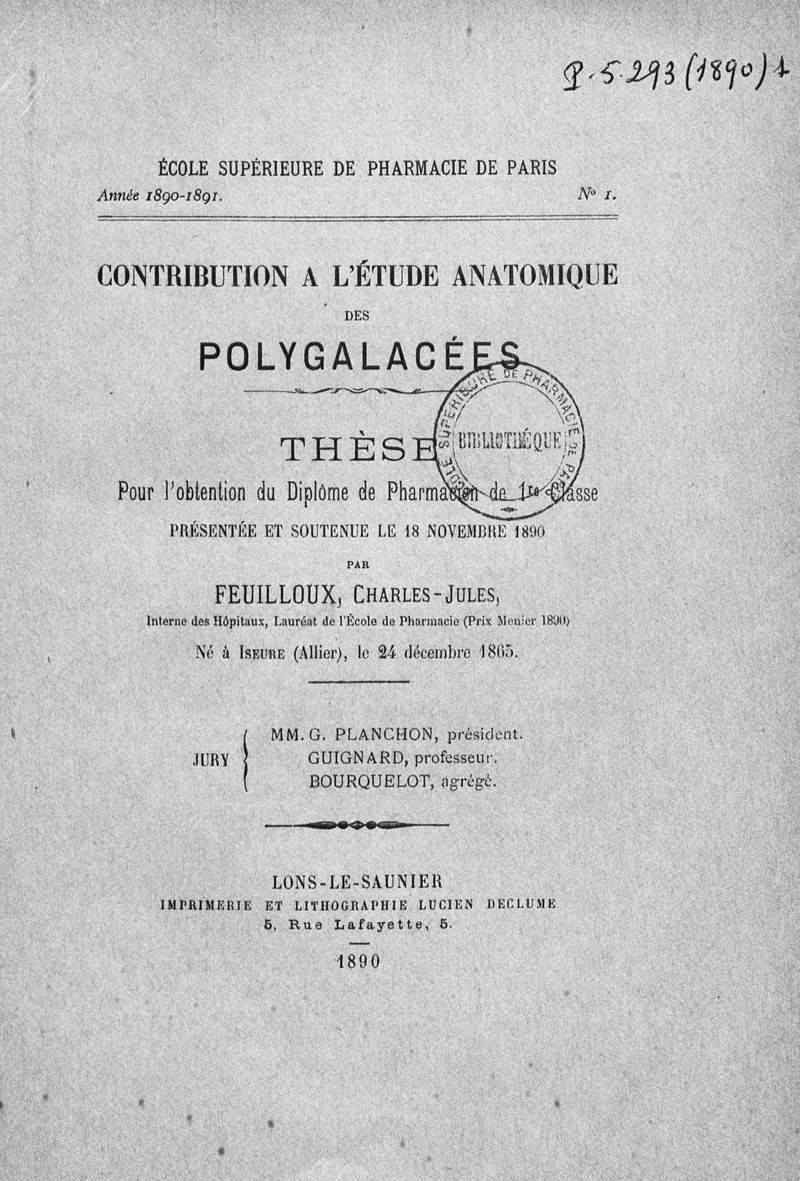 P.5.293 (1890) 1
ÉCOLE SUPÉRIEURE DE PHARMACIE DE PARIS
Année 1890-1891.
Nº 1.
CONTRIBUTION A L'ÉTUDE ANATOMIQUE
DES
POLYGALACÉES
ÉCOLE SUPÉRIEURE DE PHARMACIE DE PARIS
BIBLIOTHÈQUE
THÈSE
Pour l'obtention du Diplôme de Pharmacien de 1re Classe
PRÉSENTÉE ET SOUTENUE LE 18 NOVEMBRE 1890
PAR
FEUILLOUX, CHARLES-JULES,
Interne des Hôpitaux, Lauréat de l'École de Pharmacie (Prix Menier 1890)
Né à ISEURE (Allier), le 24 décembre 1865.
JURY
MM. G. PLANCHON, président.
GUIGNARD, professeur.
BOURQUELOT, agrégé.
LONS-LE-SAUNIER
IMPRIMERIE ET LITHOGRAPHIE LUCIEN DECLUME
5, Rue Lafayette, 5.
1890